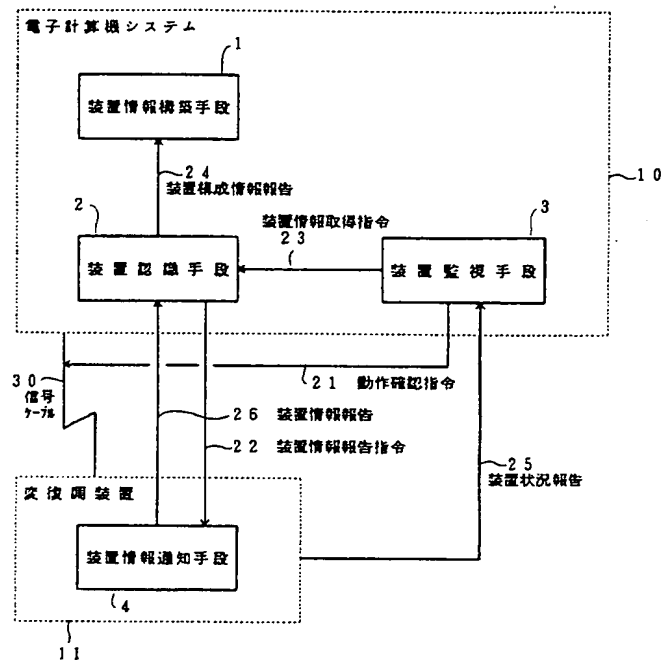 電子計算機システム
1
装置情報構築手段
24
装置構成情報報告
10
2
装置情報取得指令
23
3
装置認識手段
装置監視手段
30
信号
ケーブル
21 動作確認指令
26 装置情報報告
22 装置情報報告指令
25
装置状況報告
変復調装置
装置情報通知手段
4
11